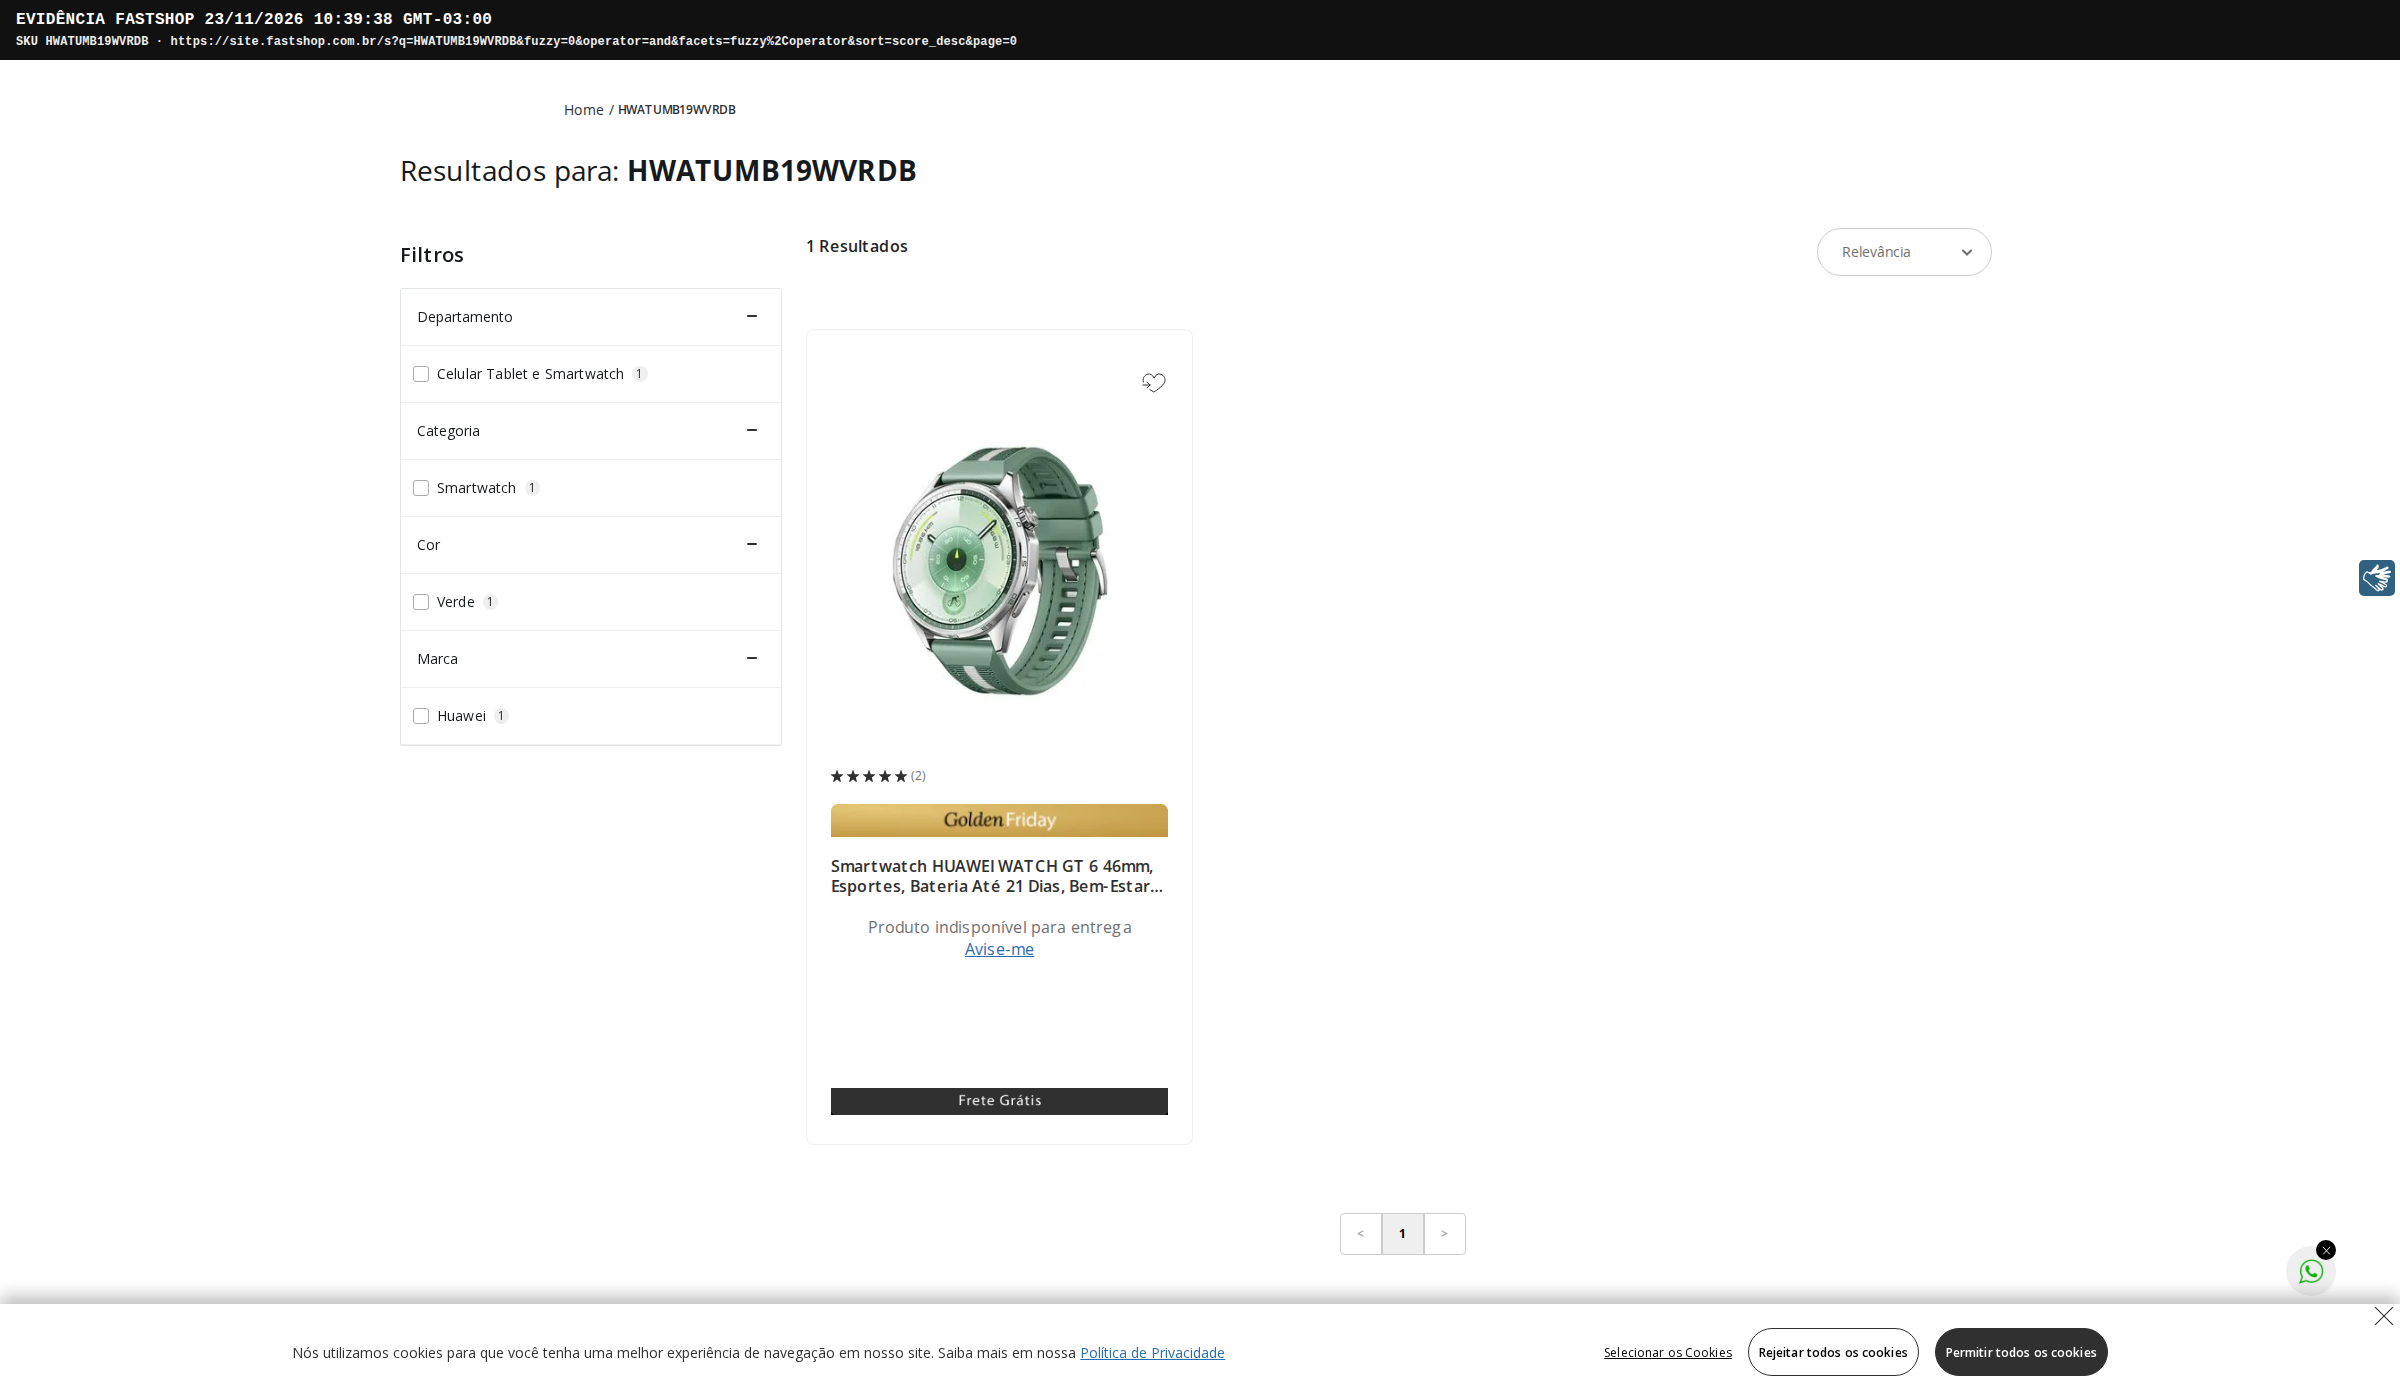 EVIDÊNCIA FASTSHOP 23/11/2026 10:39:38 GMT-03:00
SKU HWATUMB19WVRDB · https://site.fastshop.com.br/s?q=HWATUMB19WVRDB&fuzzy=0&operator=and&facets=fuzzy%2Coperator&sort=score_desc&page=0
Home / HWATUMB19WVRDB
Resultados para: HWATUMB19WVRDB
Filtros
1 Resultados
Relevância
Departamento
Celular Tablet e Smartwatch 1
Categoria
Smartwatch 1
Cor
Verde 1
Marca
Huawei 1
(2)
Golden Friday
Smartwatch HUAWEI WATCH GT 6 46mm,
Esportes, Bateria Até 21 Dias, Bem-Estar...
Produto indisponível para entrega
Avise-me
Frete Grátis
< 1 >
Nós utilizamos cookies para que você tenha uma melhor experiência de navegação em nosso site. Saiba mais em nossa Política de Privacidade
Selecionar os Cookies
Rejeitar todos os cookies
Permitir todos os cookies